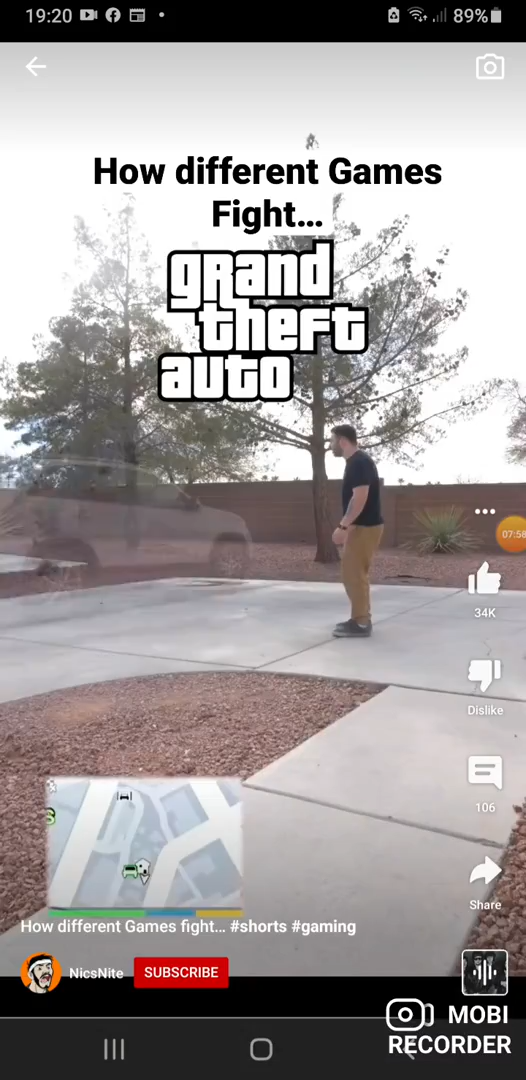 19:20
89%
How different Games
Fight...
grand
theft
auto
07:58
34K
Dislike
106
Share
How different Games fight... #shorts #gaming
NicsNite
SUBSCRIBE
MOBI
RECORDER